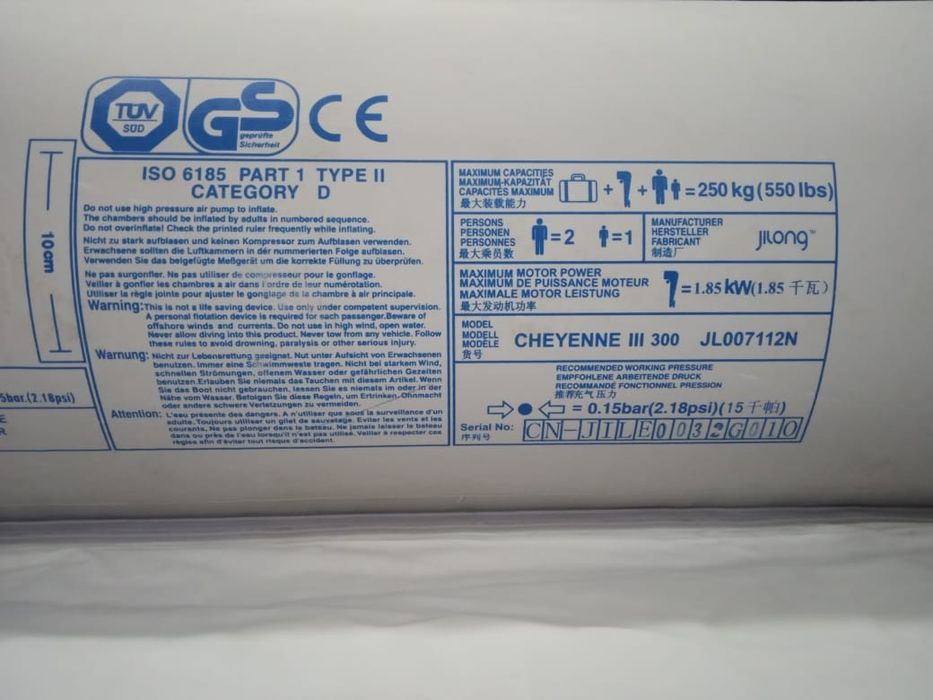 TÜV
SÜD
GS
geprüfte
Sicherheit
CE
10cm
ISO 6185 PART 1 TYPE II
CATEGORY D
Do not use high pressure air pump to inflate.
The chambers should be inflated by adults in numbered sequence.
Do not overinflate! Check the printed ruler frequently while inflating.
Nicht zu stark aufblasen und keinen Kompressor zum Aufblasen verwenden.
Erwachsene sollten die Luftkammern in der nummerierten Folge aufblasen.
Verwenden Sie das beigefügte Meßgerät um die korrekte Füllung zu überprüfen.
Ne pas surgonfler. Ne pas utiliser de compresseur pour le gonflage.
Veiller à gonfler les chambres a air dans l'ordre de leur numérotation.
Utiliser la règle jointe pour ajuster le gonglage de la chambre à air principale.
Warning: This is not a life saving device. Use only under competent supervision.
A personal flotation device is required for each passenger.Beware of
offshore winds and currents. Do not use in high wind, open water.
Never allow diving into this product. Never tow from any vehicle. Follow
these rules to avoid drowning, paralysis or other serious injury.
Warnung: Nicht zur Lebensrettung geeignet. Nut unter Aufsicht von Erwachsenen
benutzen. Immer eine Schwimmweste tragen. Nicht bei starkem Wind,
schnellen Strömungen, offenem Wasser oder gefährlichen Gezeiten
benutzen.Erlauben Sie niemals das Tauchen mit diesem Artikel. Wenn
Sie das Boot nicht gebrauchen, lassen Sie es niemals im oder in der
Nähe vom Wasser. Befolgen Sie diese Regeln, um Ertrinken, Ohnmacht
oder andere schwere Vertetzungen zu vermeiden.
Attention: L'eau présente des dangers. A n'utiliser que sous la surveillance d'un
adulte.Toujours utiliser un gilet de sauvetage. Eviter les vents et les
courants, Ne pas plonger dans le bateau. Ne jamais laisser le bateau
dans ou près de l'eau lorsqu'il n'est pas utilisé. Veiller à respecter ces
règles afin d'éviter tout risque d'accident.
MAXIMUM CAPACITIES
MAXIMUM-KAPAZITÄT
CAPACITÉS MAXIMUM
最大装载能力
+ + = 250 kg (550 lbs)
PERSONS
PERSONEN
PERSONNES
最大乘员数
=2 =1
MANUFACTURER
HERSTELLER
FABRICANT
制造厂
JILONG™
MAXIMUM MOTOR POWER
MAXIMUM DE PUISSANCE MOTEUR
MAXIMALE MOTOR LEISTUNG
最大发动机功率
=1.85 kW(1.85 千瓦)
MODEL
MODELL
MODÈLE
货号
CHEYENNE III 300 JL007112N
RECOMMENDED WORKING PRESSURE
EMPFOHLENE ARBEITENDE DRUCK
RECOMMANDÉ FONCTIONNEL PRESSION
推荐充气压力
= 0.15bar(2.18psi)(15千帕)
Serial No:
序列号
CN-JILE0032G010
5bar.(2.18psi)
E
R